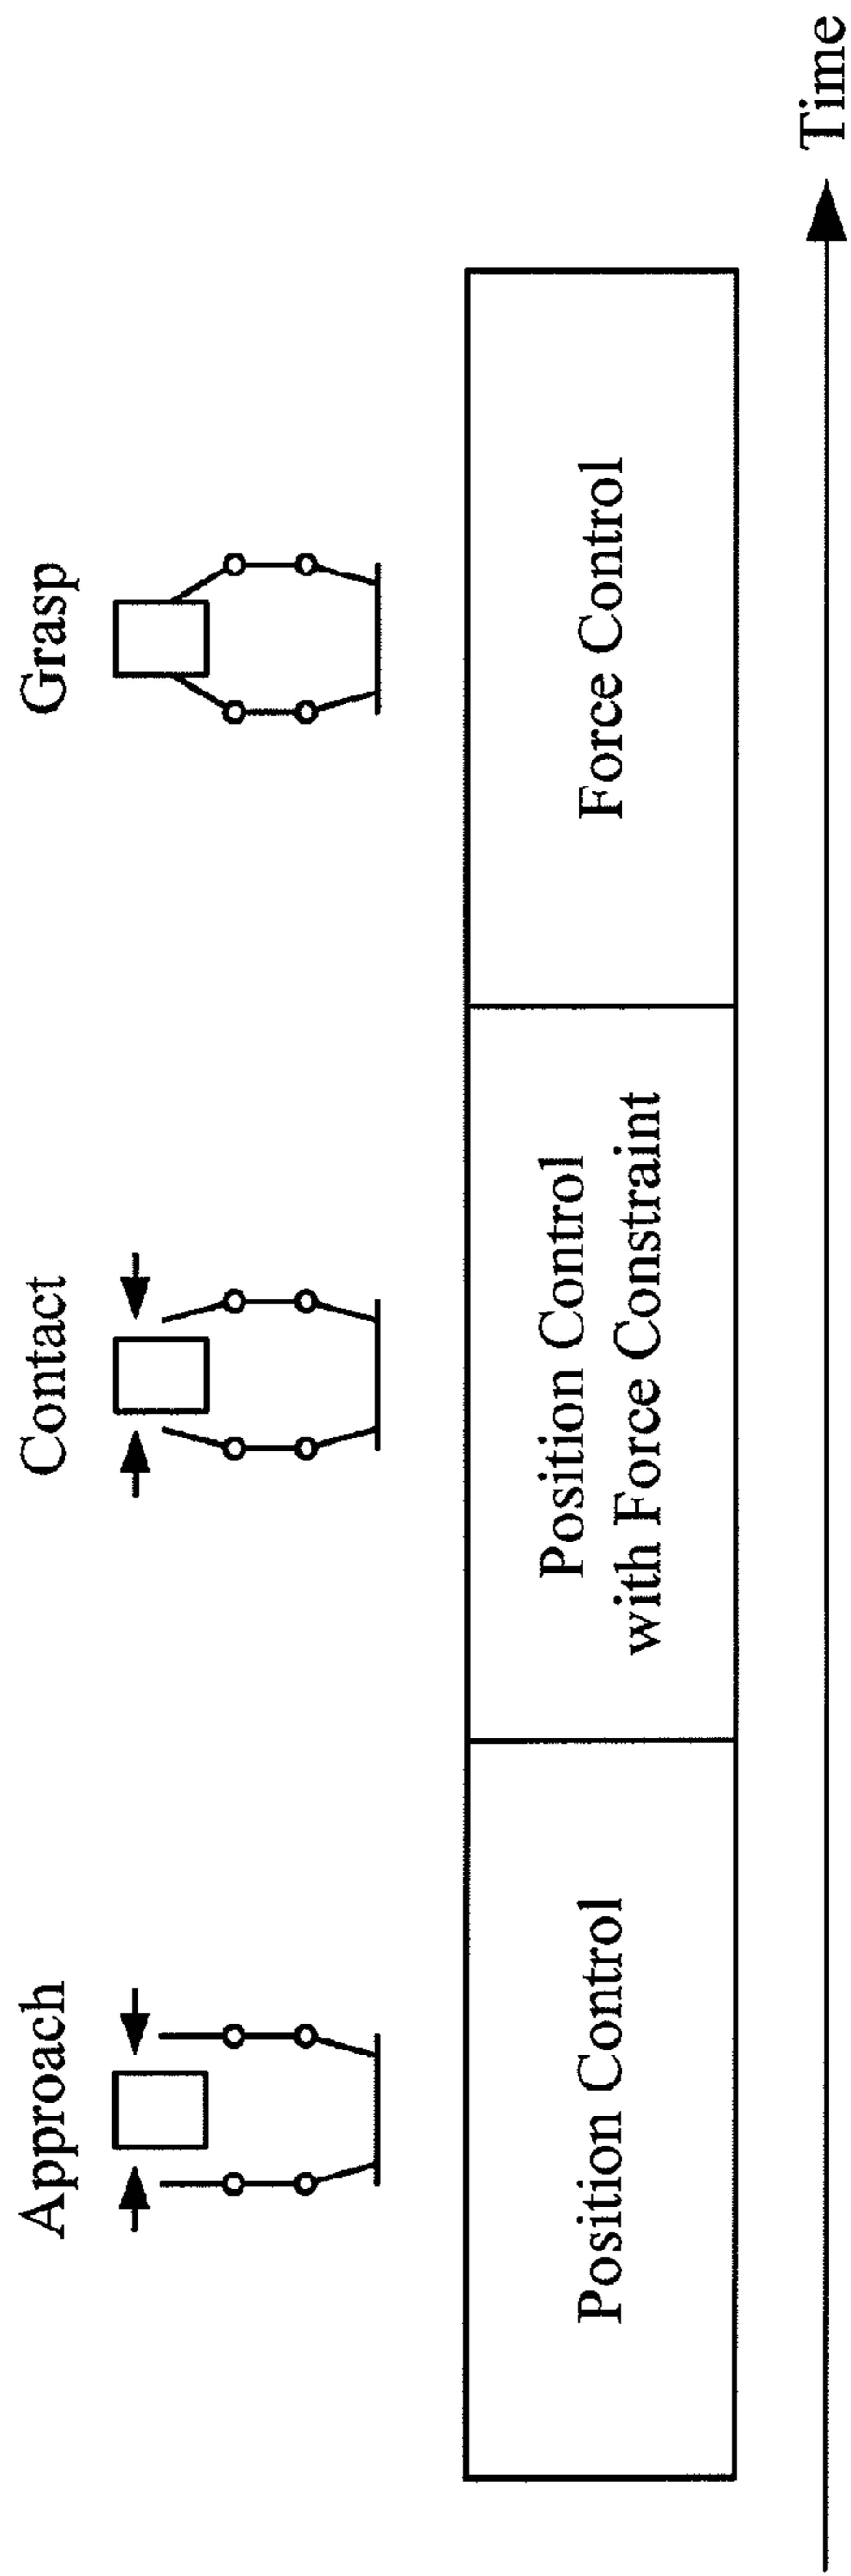 Approach
Contact
Grasp
Position Control
Position Control
with Force Constraint
Force Control
Time